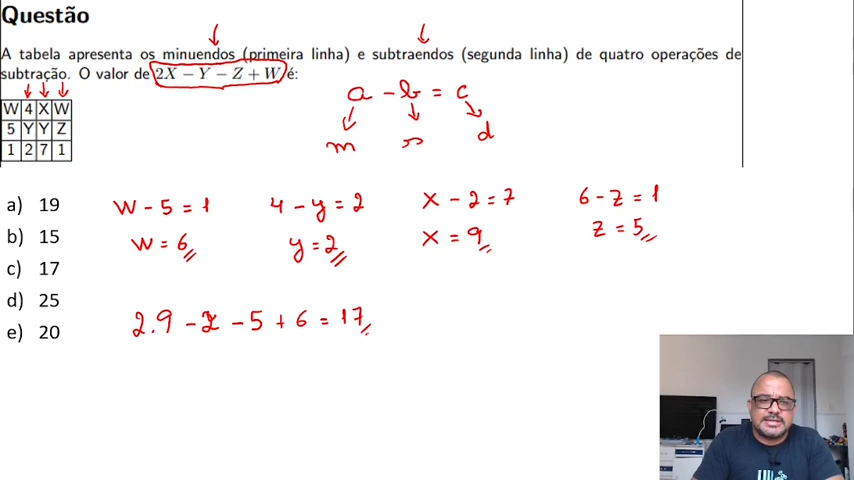 Questão
A tabela apresenta os minuendos (primeira linha) e subtraendos (segunda linha) de quatro operações de
subtração. O valor de 2X − Y − Z + W é:
W 4 X W
5 Y Y Z
1 2 7 1
a - b = c
m s d
a) 19
b) 15
c) 17
d) 25
e) 20
W - 5 = 1
W = 6
4 - y = 2
y = 2
X - 2 = 7
X = 9
6 - Z = 1
Z = 5
2.9 - 2 - 5 + 6 = 17